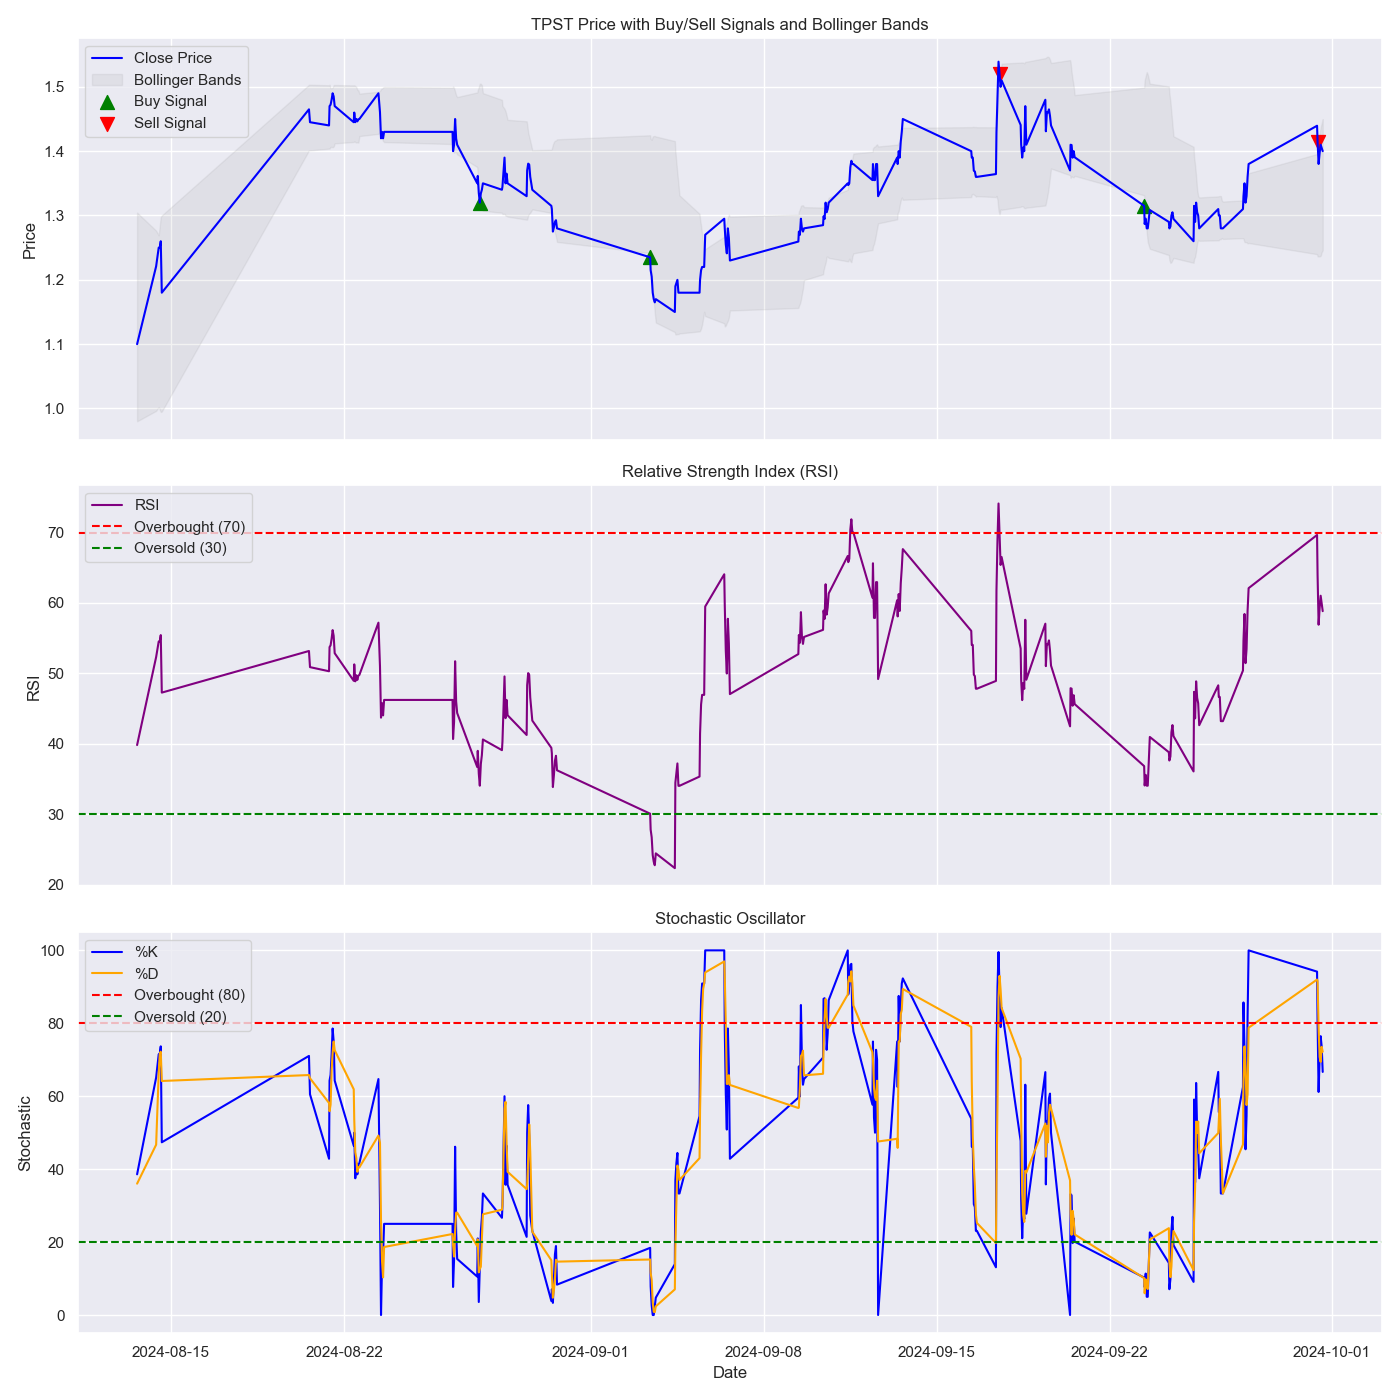 TPST Price with Buy/Sell Signals and Bollinger Bands
Close Price
Bollinger Bands
Buy Signal
Sell Signal
1.5
1.4
1.3
1.2
1.1
1.0
Price
Relative Strength Index (RSI)
RSI
Overbought (70)
Oversold (30)
70
60
50
40
30
20
RSI
Stochastic Oscillator
%K
%D
Overbought (80)
Oversold (20)
100
80
60
40
20
0
Stochastic
2024-08-15
2024-08-22
2024-09-01
2024-09-08
2024-09-15
2024-09-22
2024-10-01
Date